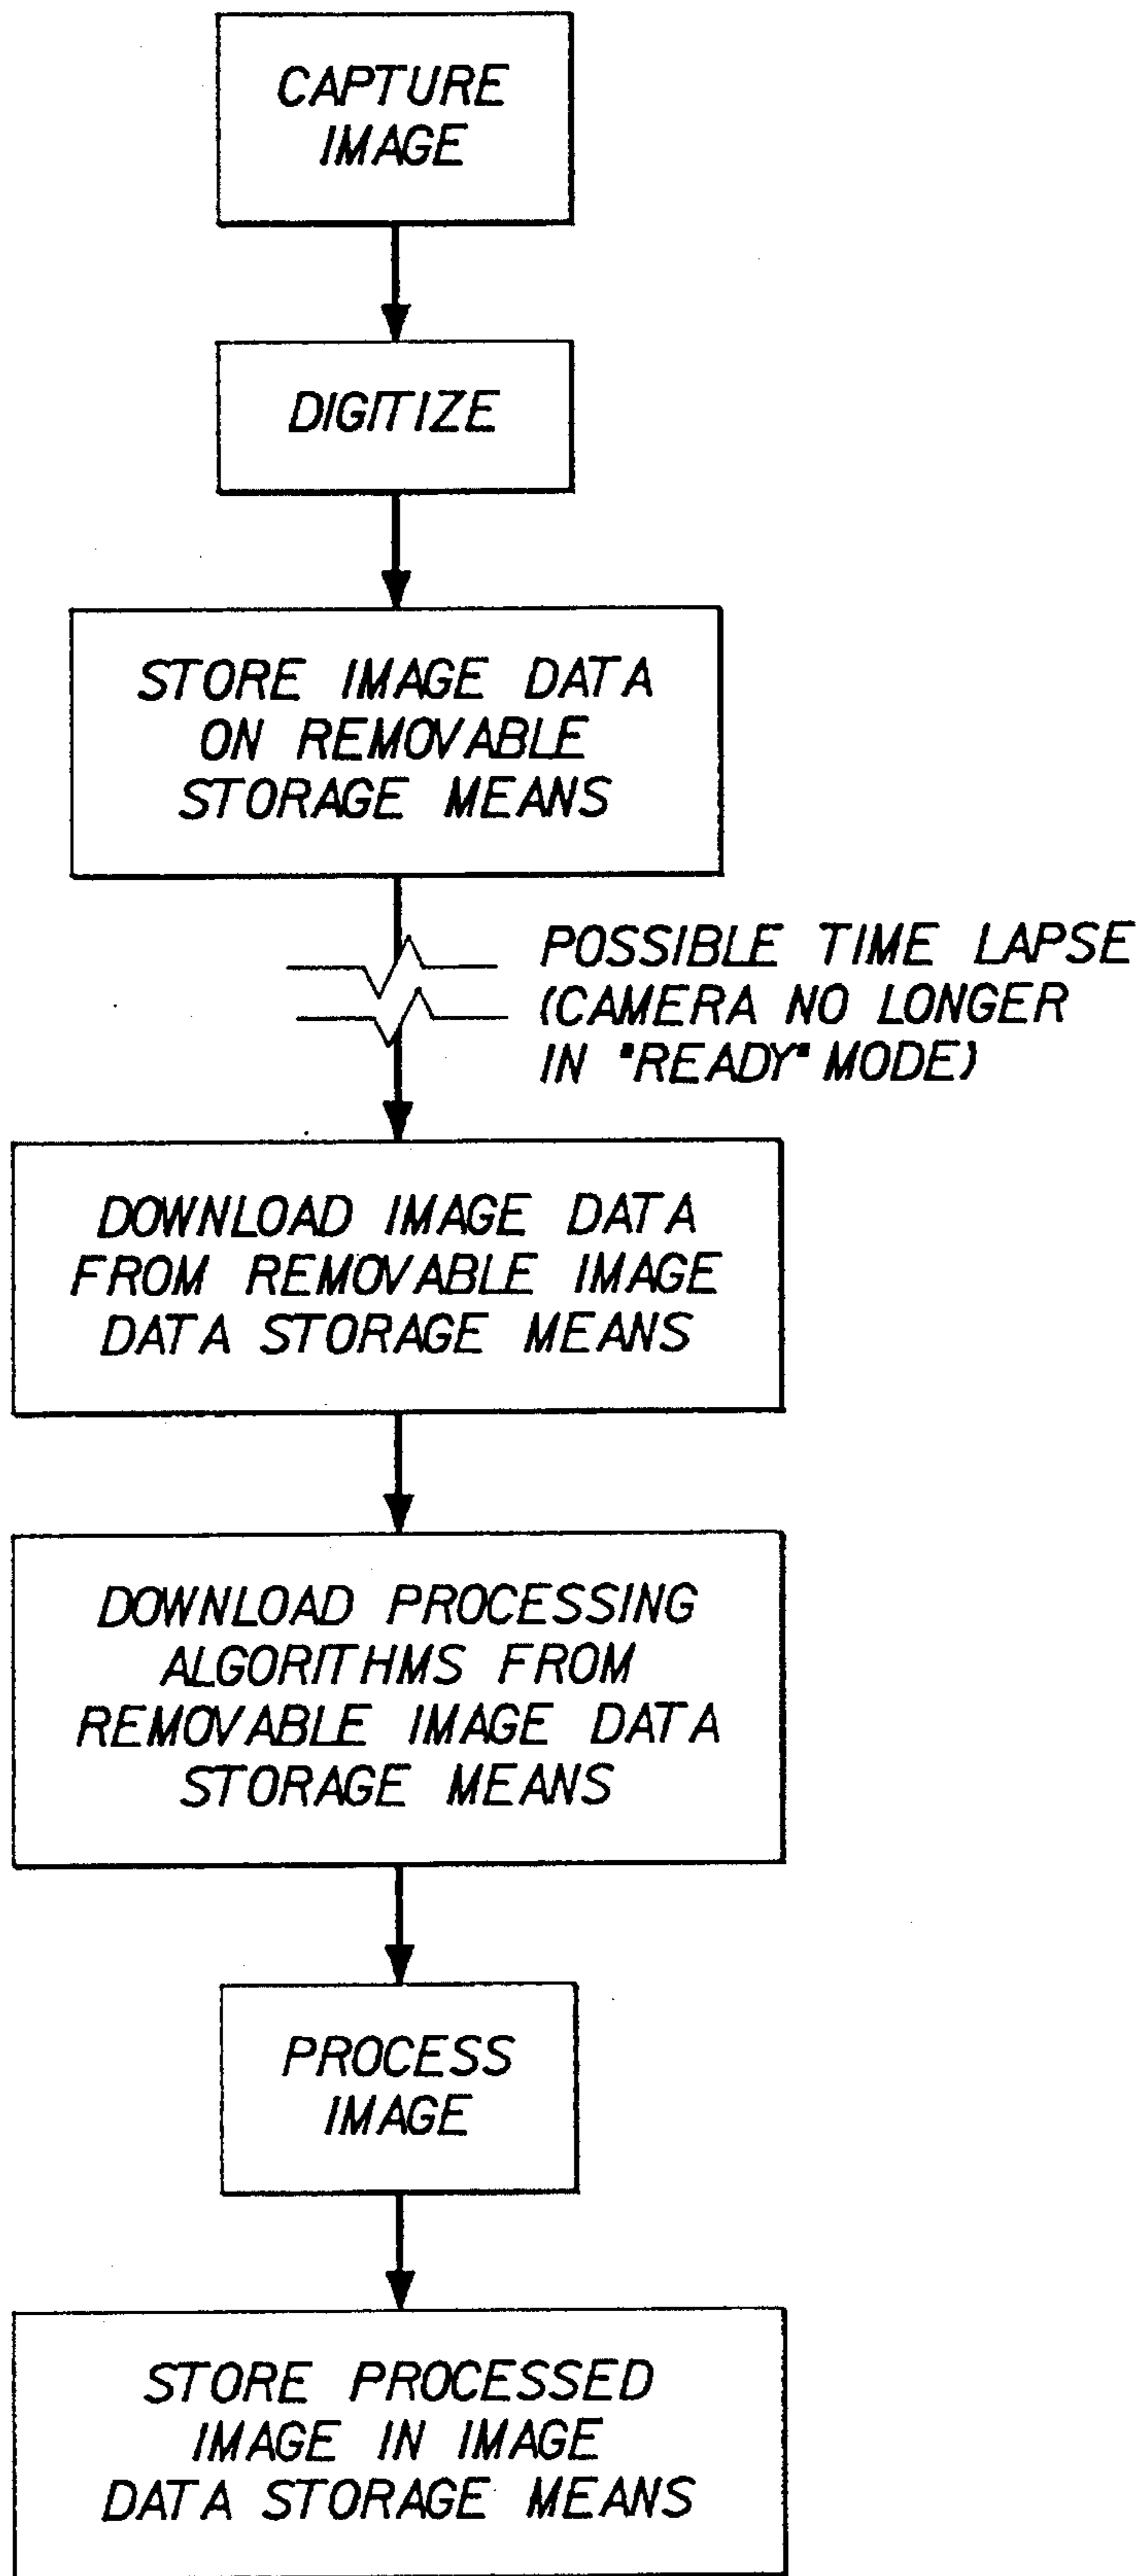 CAPTURE
IMAGE
DIGITIZE
STORE IMAGE DATA
ON REMOVABLE
STORAGE MEANS
POSSIBLE TIME LAPSE
(CAMERA NO LONGER
IN "READY" MODE)
DOWNLOAD IMAGE DATA
FROM REMOVABLE IMAGE
DATA STORAGE MEANS
DOWNLOAD PROCESSING
ALGORITHMS FROM
REMOVABLE IMAGE DATA
STORAGE MEANS
PROCESS
IMAGE
STORE PROCESSED
IMAGE IN IMAGE
DATA STORAGE MEANS